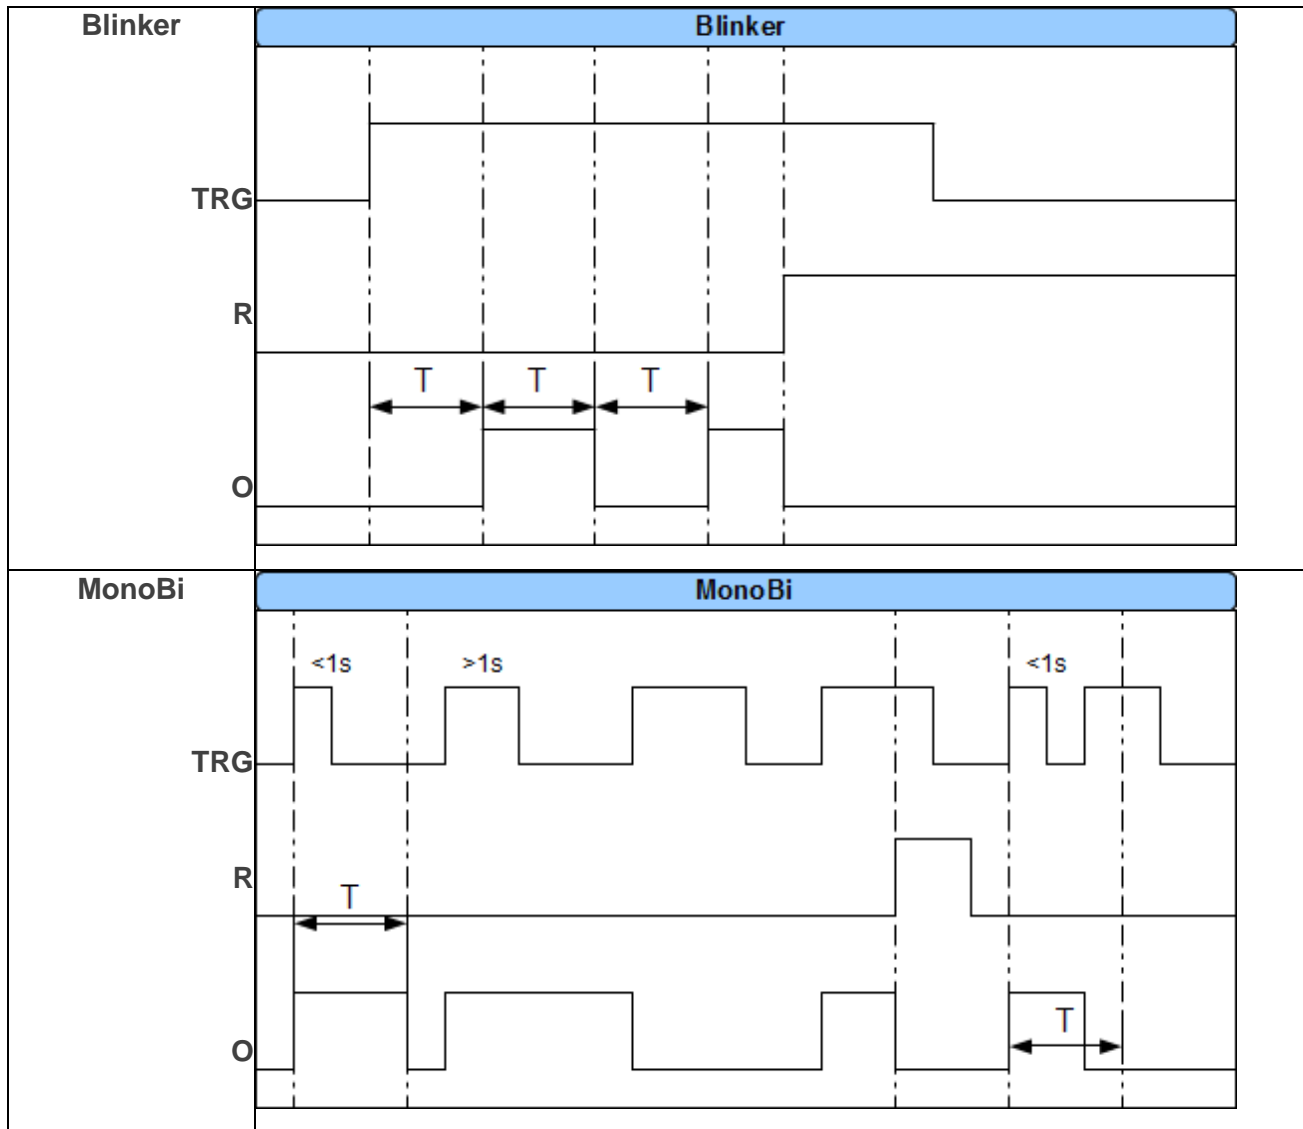 Blinker
Blinker
TRG
R
T T T
O
MonoBi
MonoBi
<1s >1s <1s
TRG
R
T
T
O